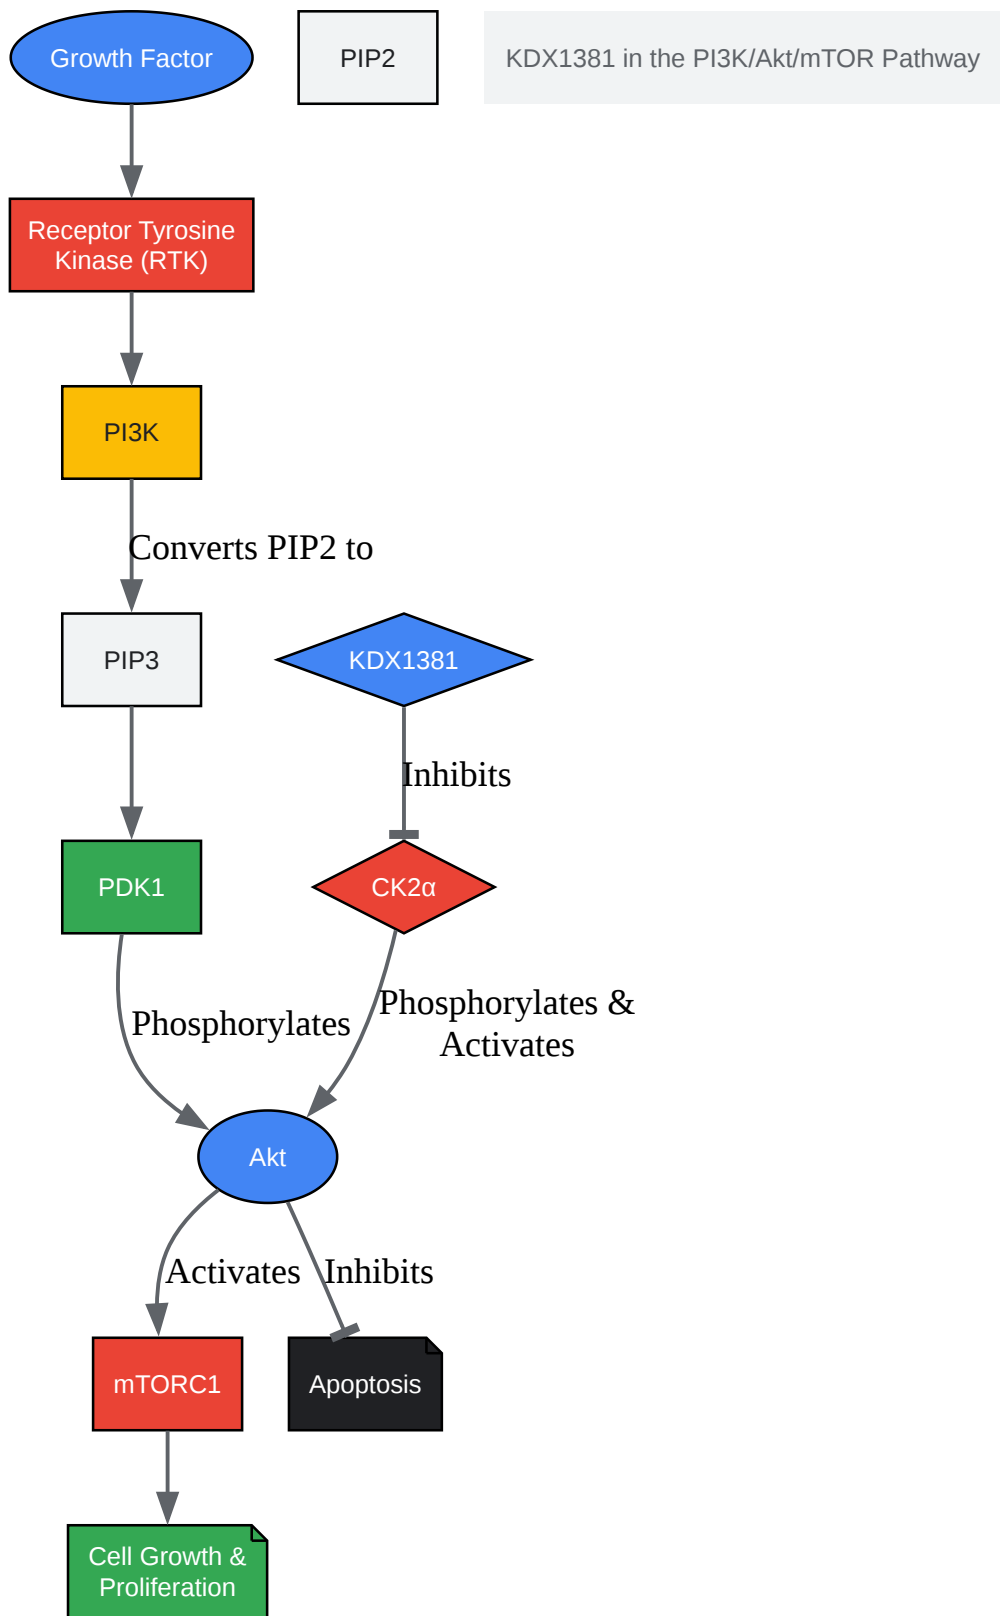 Growth Factor
PIP2
KDX1381 in the PI3K/Akt/mTOR Pathway
Receptor Tyrosine
Kinase (RTK)
PI3K
Converts PIP2 to
PIP3
KDX1381
Inhibits
PDK1
CK2α
Phosphorylates
Phosphorylates &
Activates
Akt
Activates
Inhibits
mTORC1
Apoptosis
Cell Growth &
Proliferation